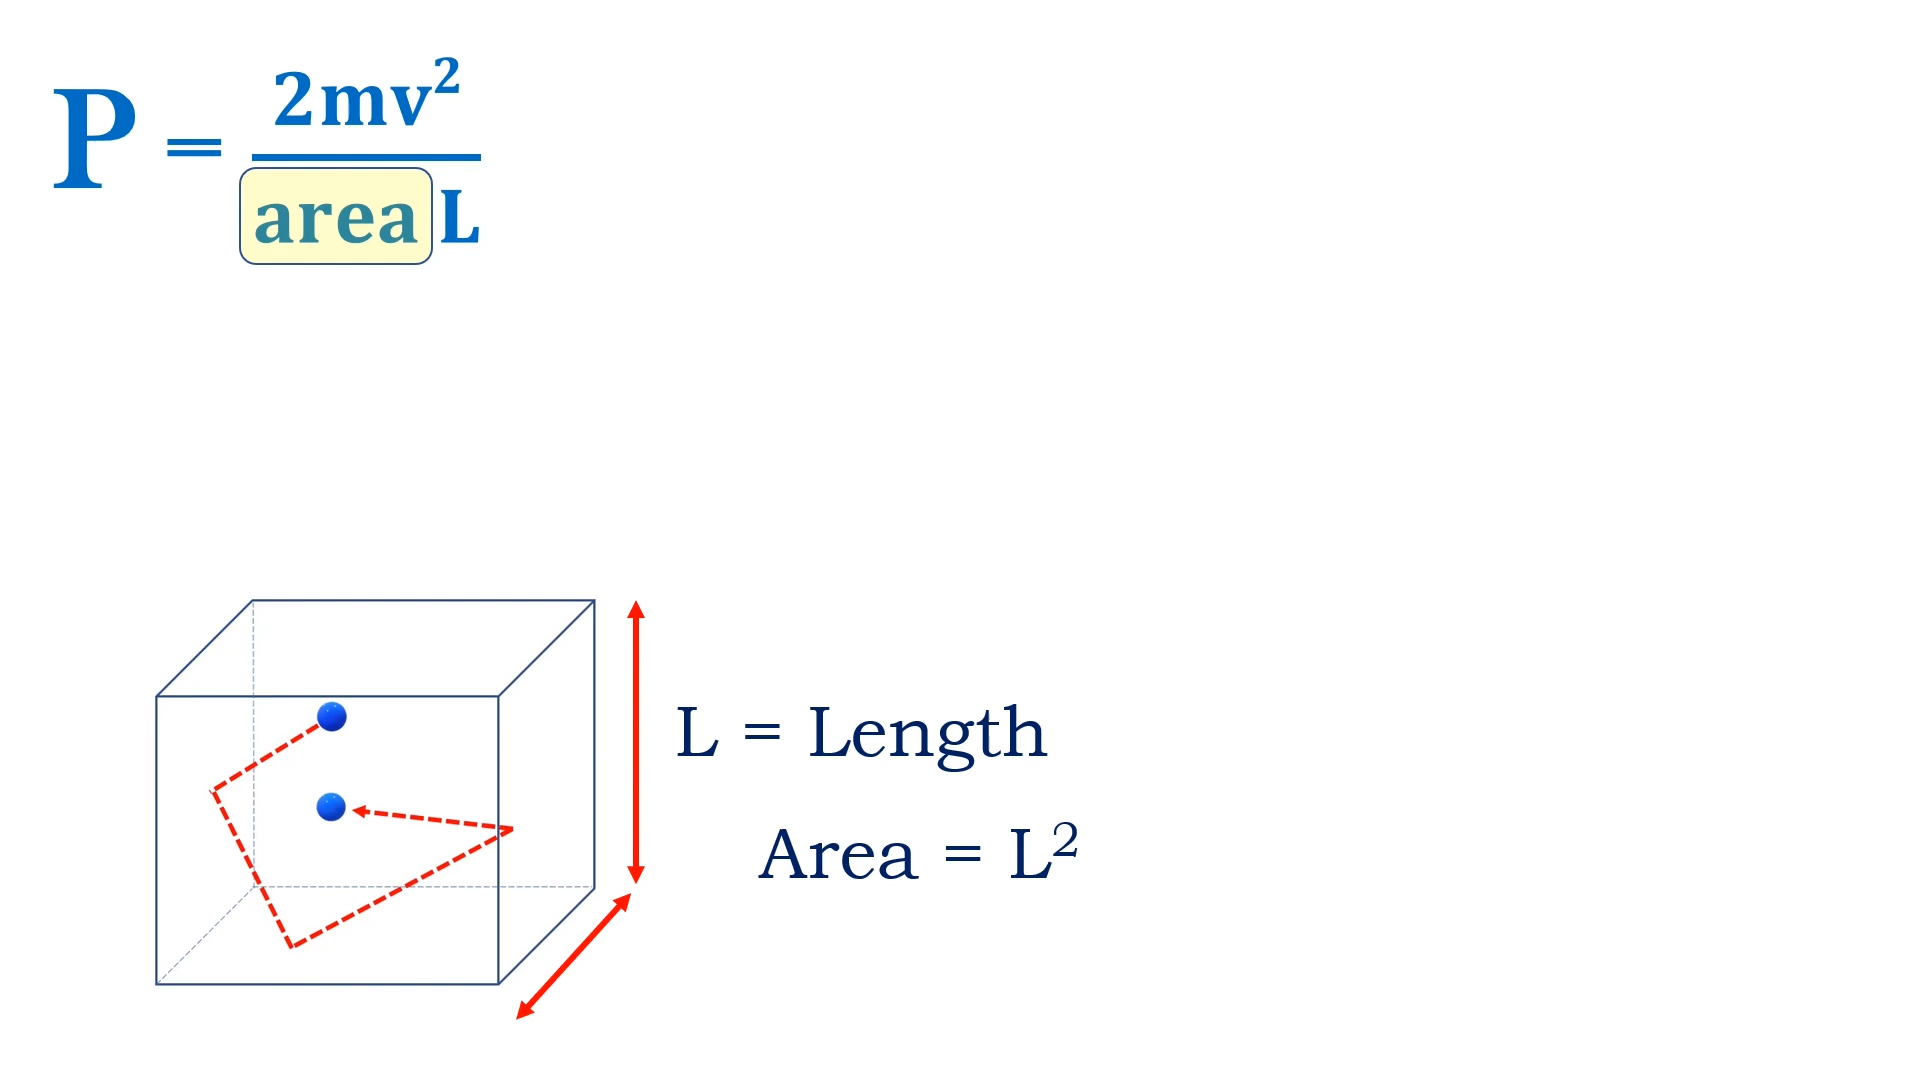 P = 2mv² / area L
L = Length
Area = L²